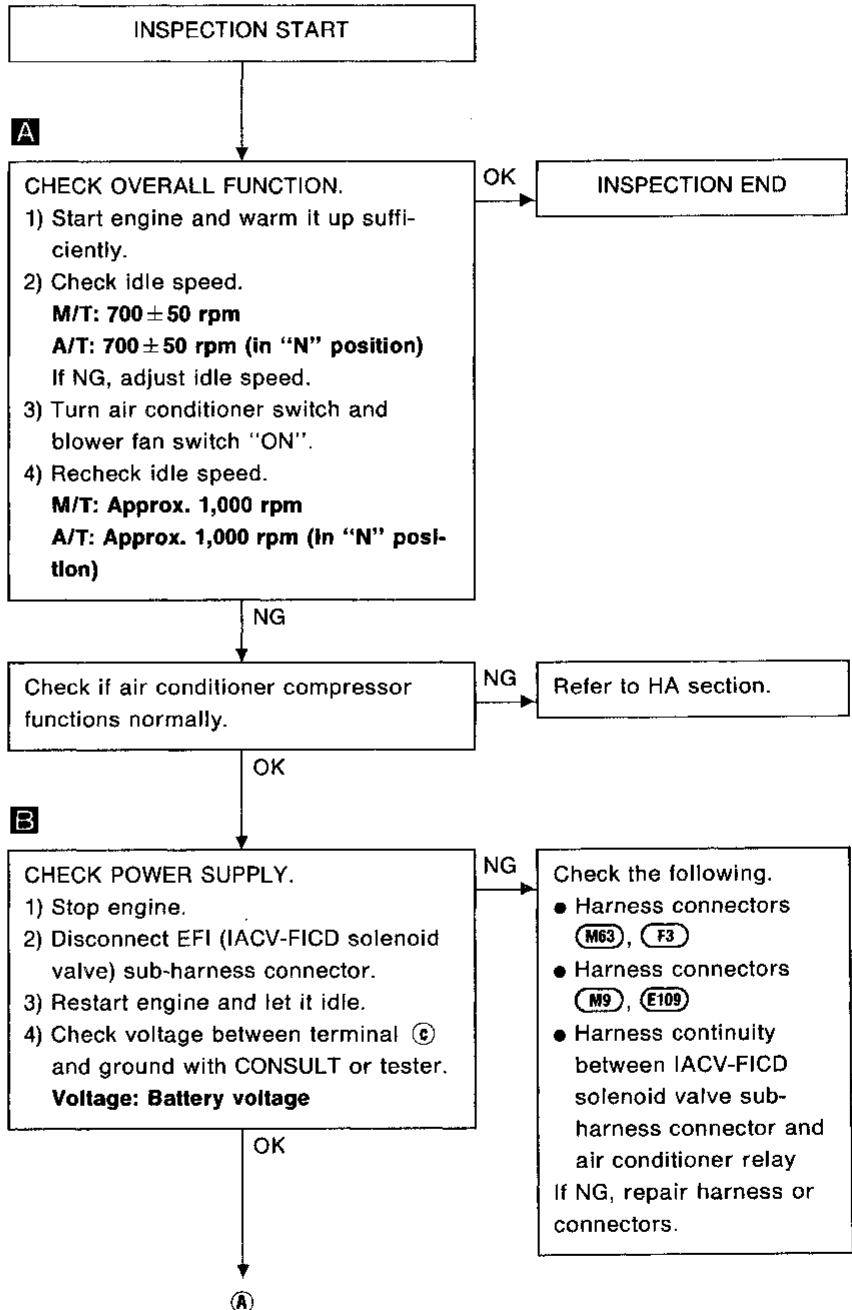 INSPECTION START
A
CHECK OVERALL FUNCTION.
1) Start engine and warm it up suffi-
ciently.
2) Check idle speed.
M/T: 700±50 rpm
A/T: 700±50 rpm (in “N” position)
If NG, adjust idle speed.
3) Turn air conditioner switch and
blower fan switch “ON”.
4) Recheck idle speed.
M/T: Approx. 1,000 rpm
A/T: Approx. 1,000 rpm (in “N” posi-
tion)
OK
INSPECTION END
NG
Check if air conditioner compressor
functions normally.
NG
Refer to HA section.
OK
B
CHECK POWER SUPPLY.
1) Stop engine.
2) Disconnect EFI (IACV-FICD solenoid
valve) sub-harness connector.
3) Restart engine and let it idle.
4) Check voltage between terminal ⓒ
and ground with CONSULT or tester.
Voltage: Battery voltage
NG
Check the following.
● Harness connectors
M63, F3
● Harness connectors
M9, E109
● Harness continuity
between IACV-FICD
solenoid valve sub-
harness connector and
air conditioner relay
If NG, repair harness or
connectors.
OK
Ⓐ